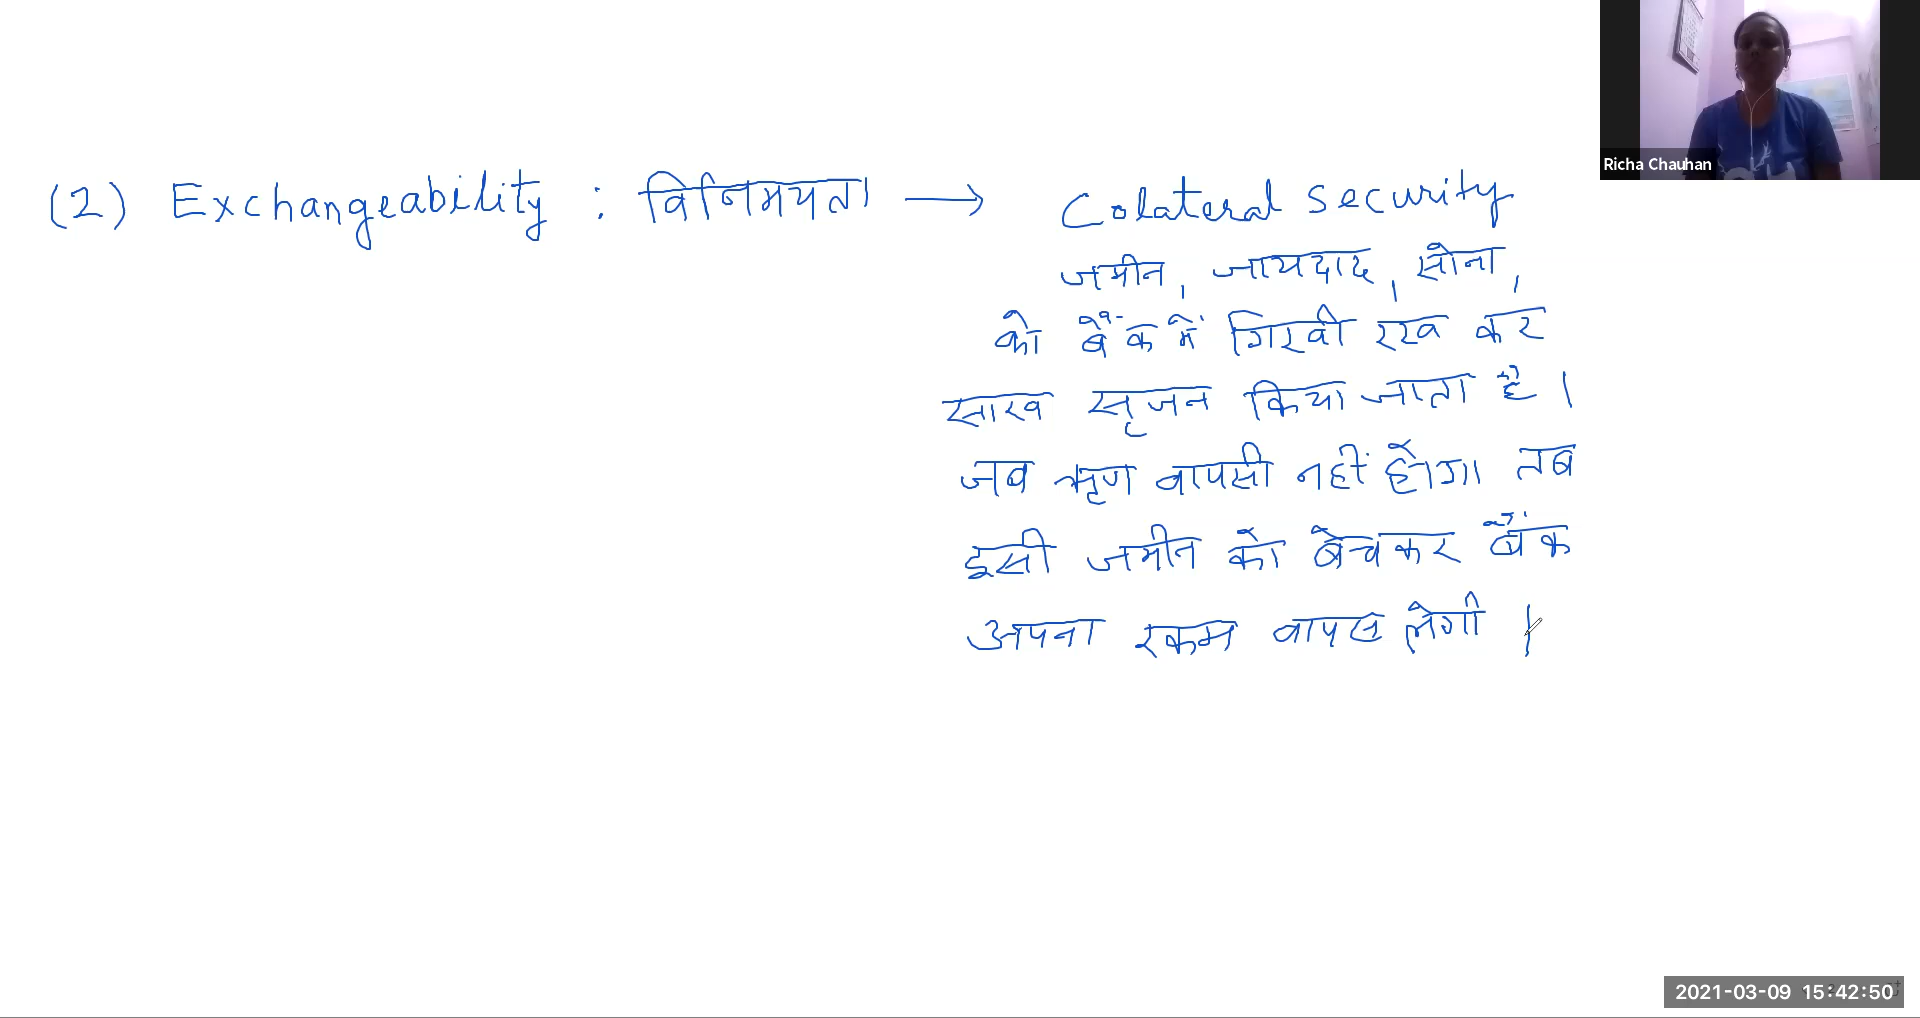 Richa Chauhan
(2) Exchangeability : विनिमयता → Colateral security
जमीन, जायदाद, सोना,
को बैंक में गिरवी रख कर
साख सृजन किया जाता है।
जब ऋण वापसी नहीं होगा तब
इसी जमीन को बेचकर बैंक
अपना रकम वापस लेगी।
2021-03-09 15:42:50